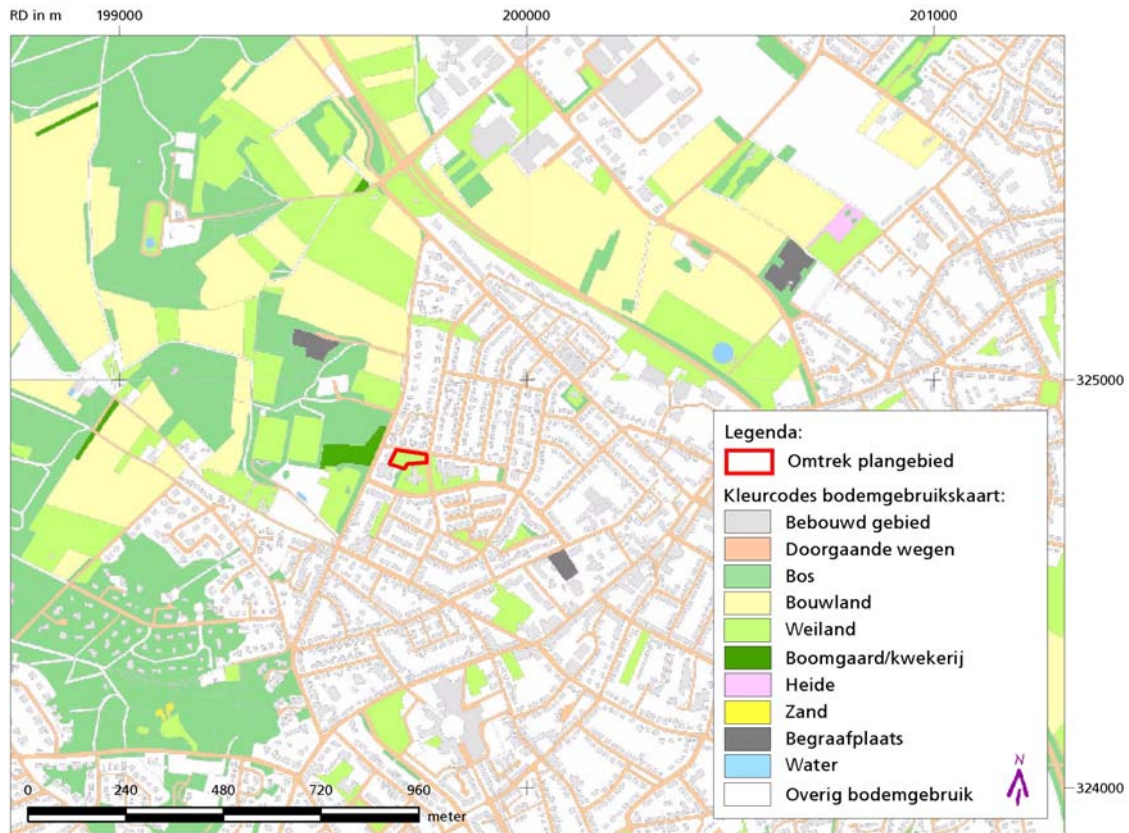 RD in m
199000
200000
201000
325000
324000
Legenda:
Omtrek plangebied
Kleurcodes bodemgebruikskaart:
Bebouwd gebied
Doorgaande wegen
Bos
Bouwland
Weiland
Boomgaard/kwekerij
Heide
Zand
Begraafplaats
Water
Overig bodemgebruik
N
0 240 480 720 960
meter